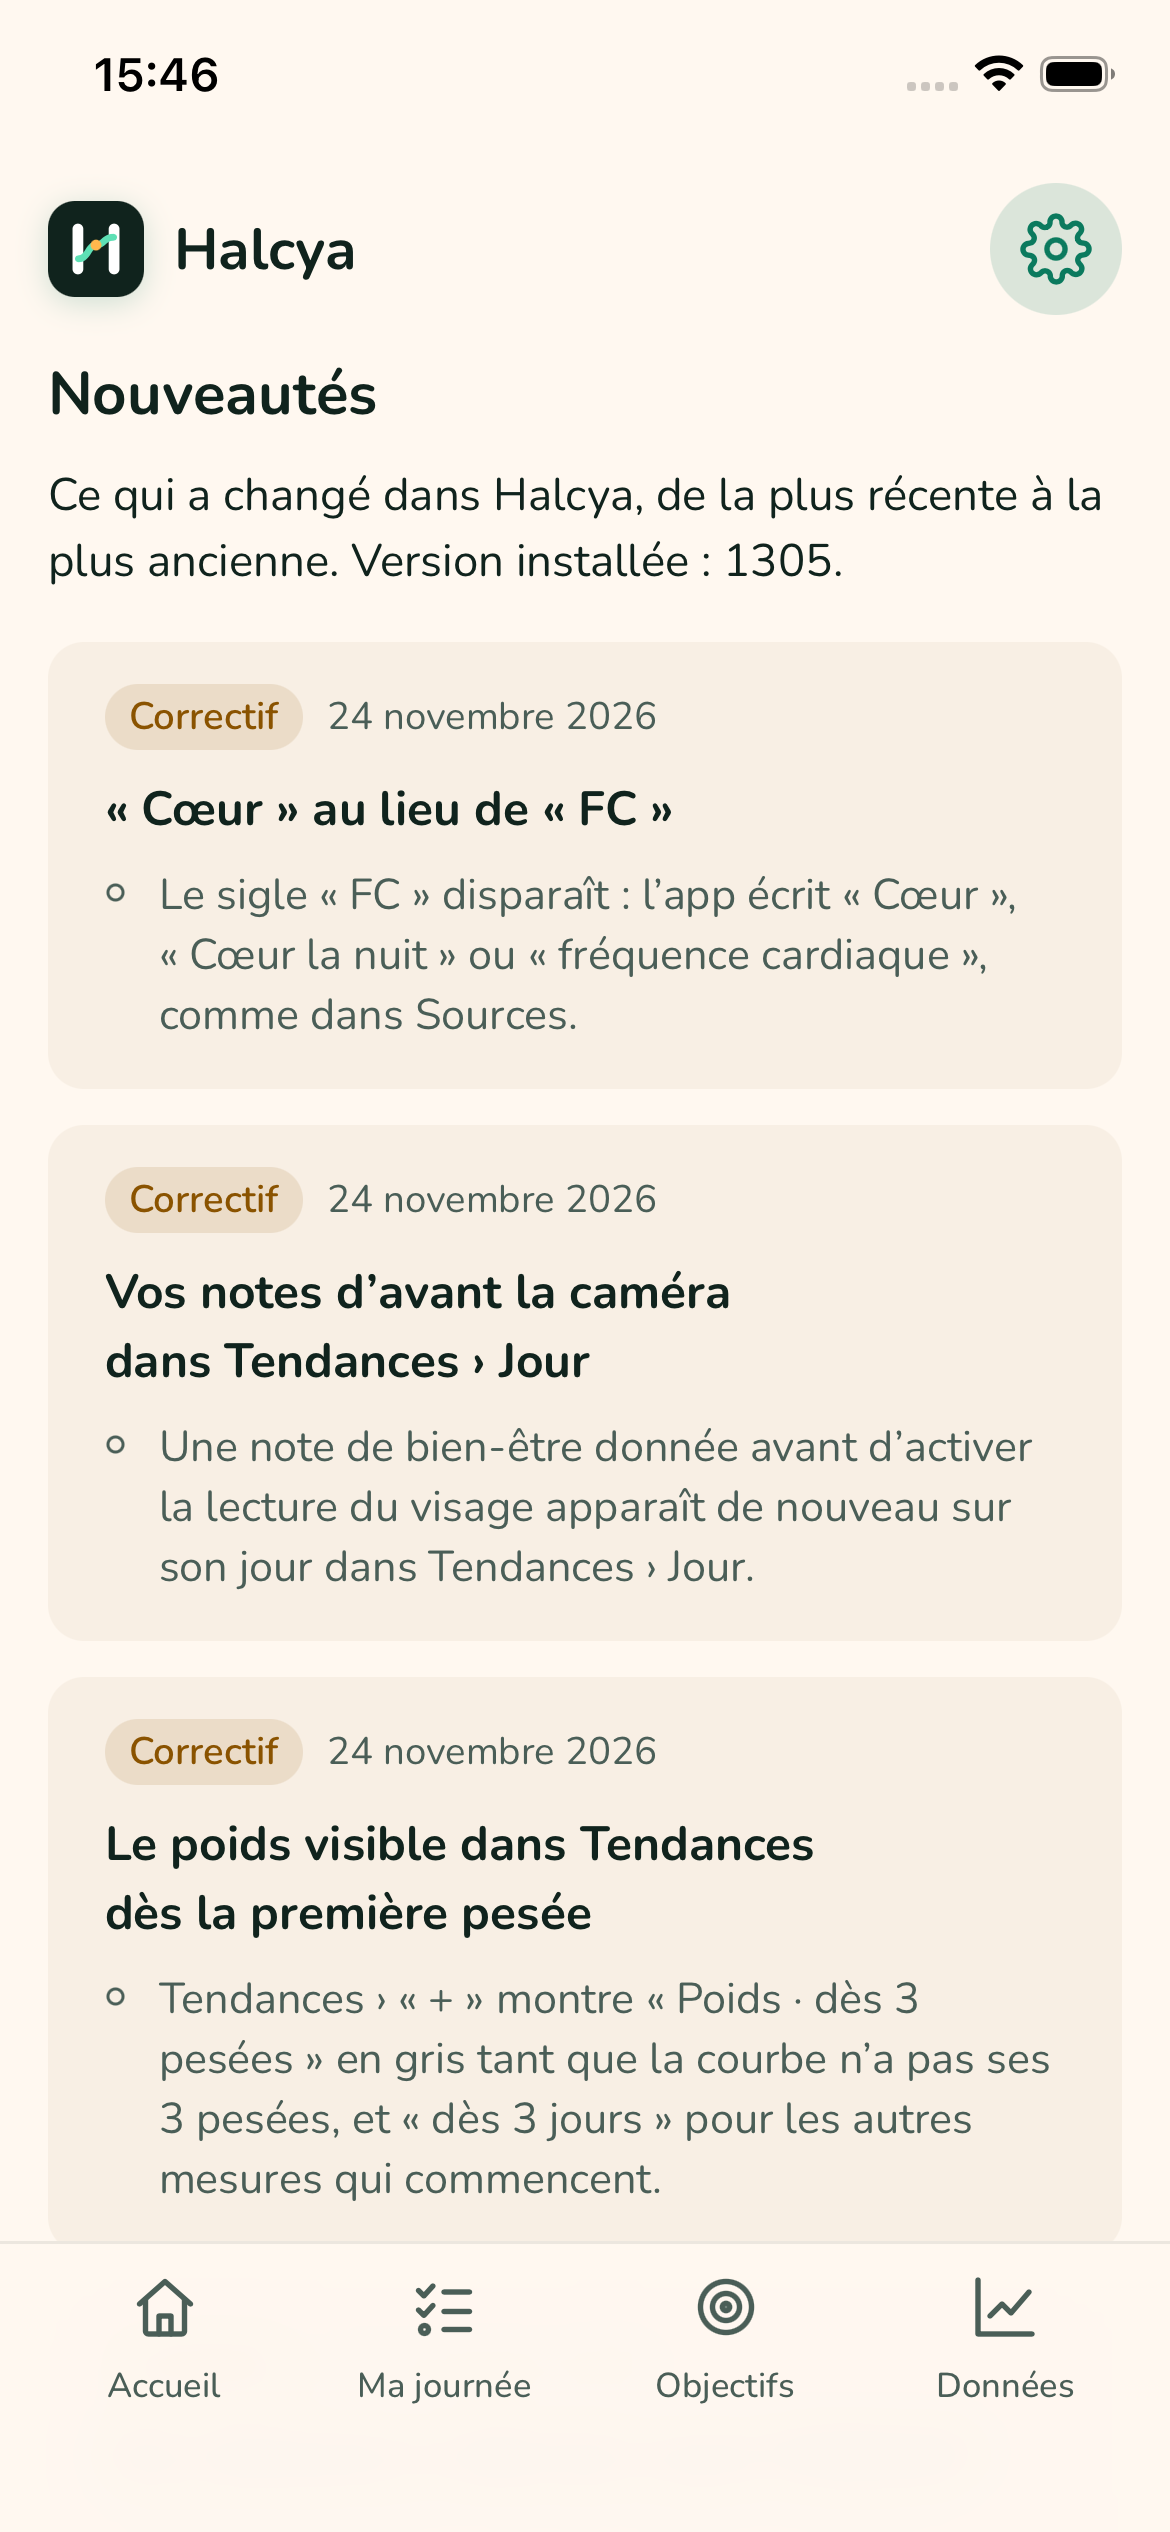 15:46
Halcya
Nouveautés
Ce qui a changé dans Halcya, de la plus récente à la
plus ancienne. Version installée : 1305.
Correctif 24 novembre 2026
« Cœur » au lieu de « FC »
Le sigle « FC » disparaît : l’app écrit « Cœur »,
« Cœur la nuit » ou « fréquence cardiaque »,
comme dans Sources.
Correctif 24 novembre 2026
Vos notes d’avant la caméra
dans Tendances › Jour
Une note de bien-être donnée avant d’activer
la lecture du visage apparaît de nouveau sur
son jour dans Tendances › Jour.
Correctif 24 novembre 2026
Le poids visible dans Tendances
dès la première pesée
Tendances › « + » montre « Poids · dès 3
pesées » en gris tant que la courbe n’a pas ses
3 pesées, et « dès 3 jours » pour les autres
mesures qui commencent.
Accueil Ma journée Objectifs Données